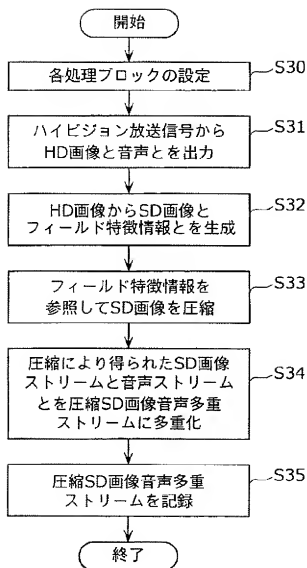 開始
各処理ブロックの設定
S30
ハイビジョン放送信号から
HD画像と音声とを出力
S31
HD画像からSD画像と
フィールド特徴情報とを生成
S32
フィールド特徴情報を
参照してSD画像を圧縮
S33
圧縮により得られたSD画像
ストリームと音声ストリーム
とを圧縮SD画像音声多重
ストリームに多重化
S34
圧縮SD画像音声多重
ストリームを記録
S35
終了